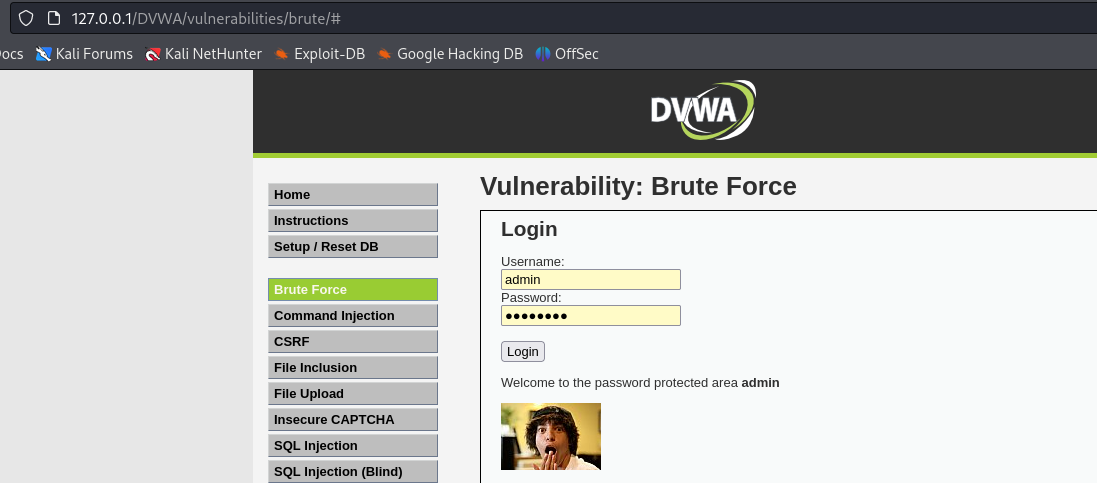 127.0.0.1/DVWA/vulnerabilities/brute/#
ocs Kali Forums Kali NetHunter Exploit-DB Google Hacking DB OffSec
DVWA
Home
Instructions
Setup / Reset DB
Brute Force
Command Injection
CSRF
File Inclusion
File Upload
Insecure CAPTCHA
SQL Injection
SQL Injection (Blind)
Vulnerability: Brute Force
Login
Username:
admin
Password:
••••••••
Login
Welcome to the password protected area admin